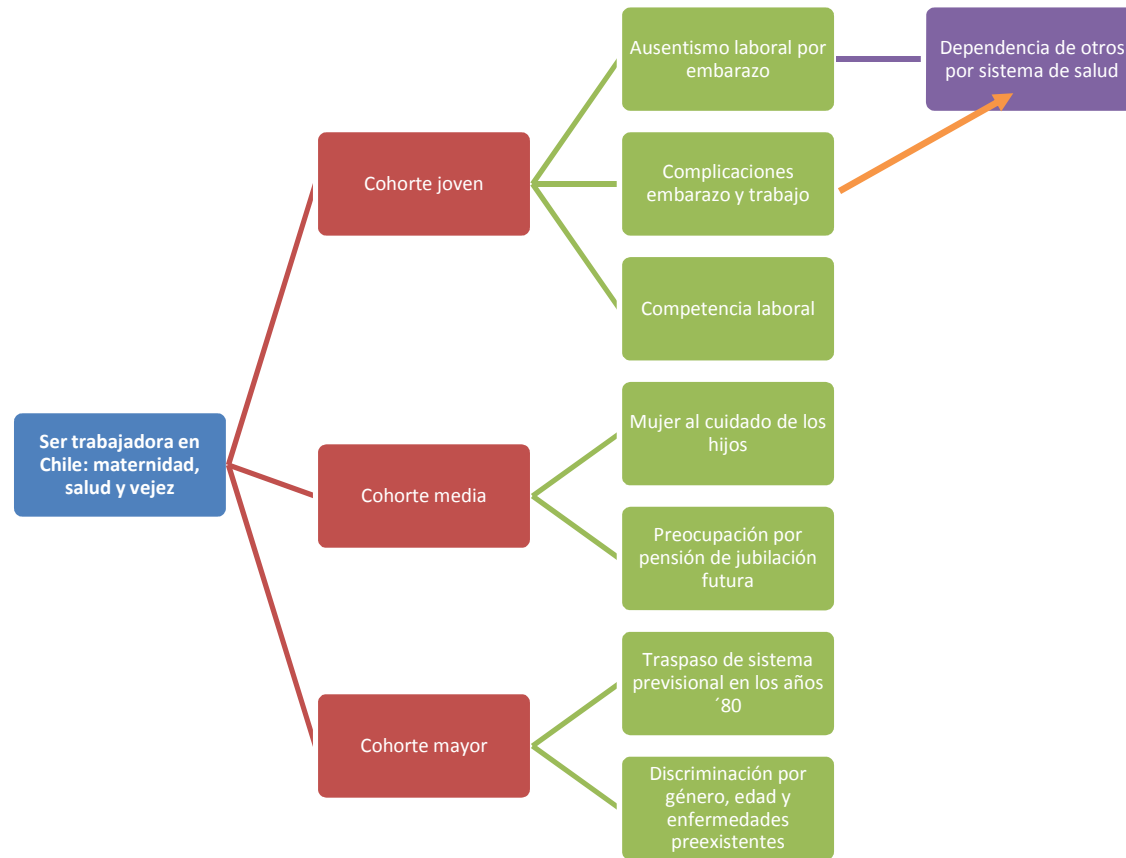 Ausentismo laboral por
embarazo
Dependencia de otros
por sistema de salud
Cohorte joven
Complicaciones
embarazo y trabajo
Competencia laboral
Ser trabajadora en
Chile: maternidad,
salud y vejez
Cohorte media
Mujer al cuidado de los
hijos
Preocupación por
pensión de jubilación
futura
Cohorte mayor
Traspaso de sistema
previsional en los años
´80
Discriminación por
género, edad y
enfermedades
preexistentes